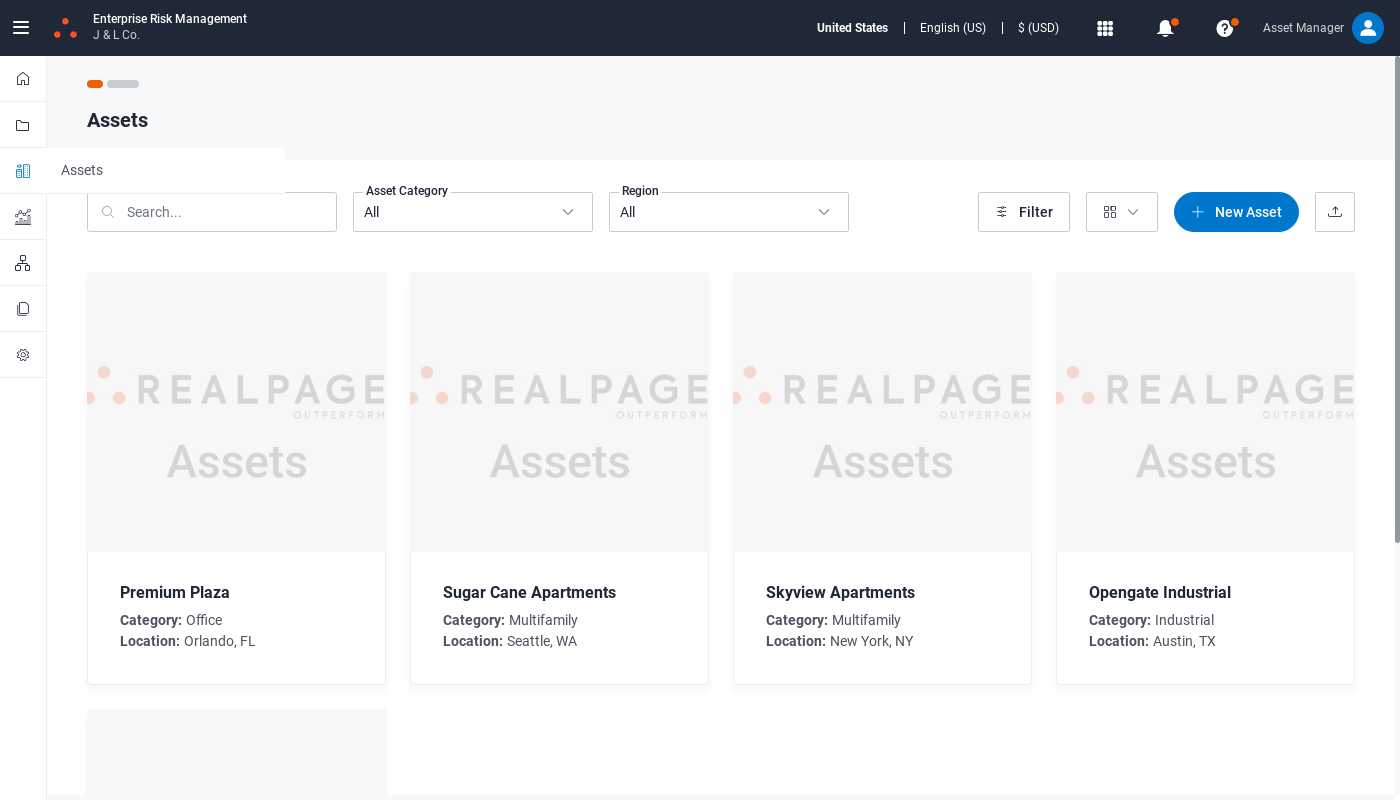 Enterprise Risk Management
J & L Co.
United States
English (US)
$ (USD)
Asset Manager
Assets
Assets
Search...
Asset Category
All
Region
All
Filter
New Asset
REALPAGE
OUTPERFORM
Assets
REALPAGE
OUTPERFORM
Assets
REALPAGE
OUTPERFORM
Assets
REALPAGE
OUTPERFORM
Assets
Premium Plaza
Category: Office
Location: Orlando, FL
Sugar Cane Apartments
Category: Multifamily
Location: Seattle, WA
Skyview Apartments
Category: Multifamily
Location: New York, NY
Opengate Industrial
Category: Industrial
Location: Austin, TX